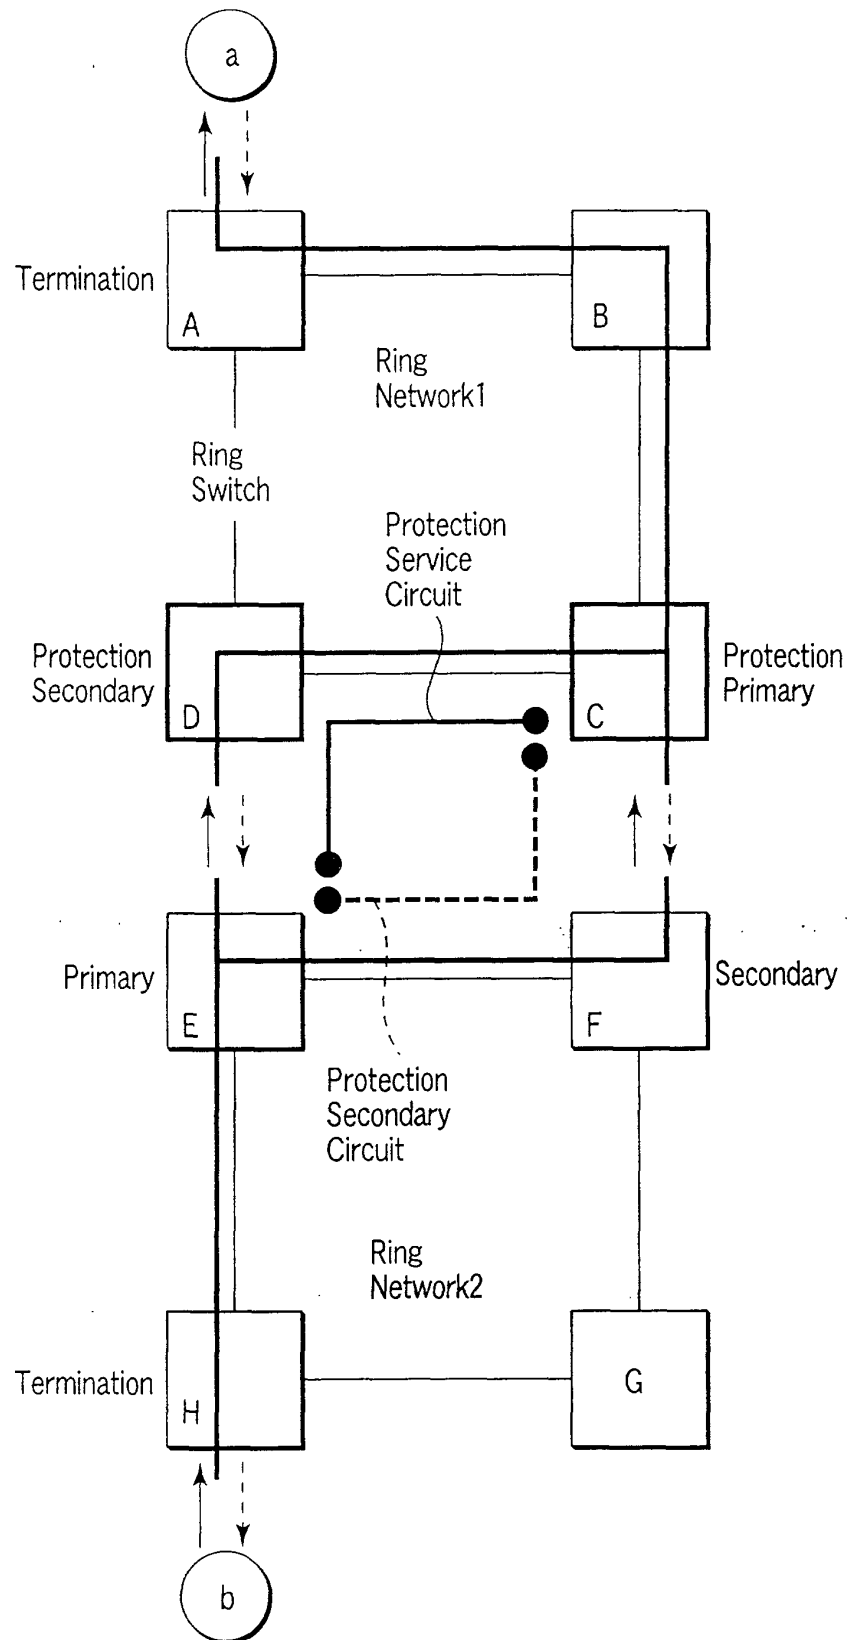 a
Termination
A
B
Ring
Network1
Ring
Switch
Protection
Service
Circuit
Protection
Secondary
D
C
Protection
Primary
Primary
E
F
Secondary
Protection
Secondary
Circuit
Ring
Network2
Termination
H
G
b